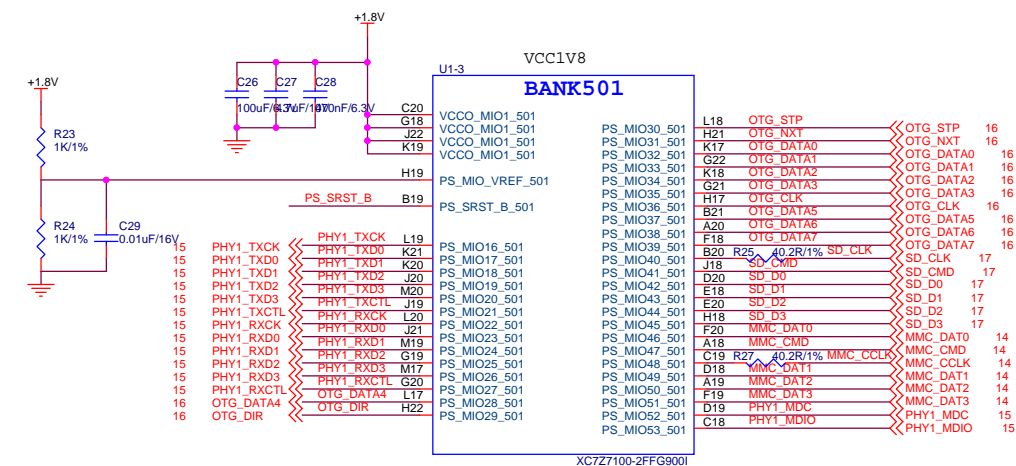 +1.8V
VCC1V8
U1-3
BANK501
+1.8V
C26 C27 C28
100uF/6.3V 4.7uF/10V 470nF/6.3V
R23
1K/1%
R24
1K/1%
C29
0.01uF/16V
C20 VCCO_MIO1_501
G18 VCCO_MIO1_501
J22 VCCO_MIO1_501
K19 VCCO_MIO1_501
H19 PS_MIO_VREF_501
PS_SRST_B B19 PS_SRST_B_501
15 PHY1_TXCK PHY1_TXCK L19 PS_MIO16_501
15 PHY1_TXD0 PHY1_TXD0 K21 PS_MIO17_501
15 PHY1_TXD1 PHY1_TXD1 K20 PS_MIO18_501
15 PHY1_TXD2 PHY1_TXD2 J20 PS_MIO19_501
15 PHY1_TXD3 PHY1_TXD3 M20 PS_MIO20_501
15 PHY1_TXCTL PHY1_TXCTL J19 PS_MIO21_501
15 PHY1_RXCK PHY1_RXCK L20 PS_MIO22_501
15 PHY1_RXD0 PHY1_RXD0 J21 PS_MIO23_501
15 PHY1_RXD1 PHY1_RXD1 M19 PS_MIO24_501
15 PHY1_RXD2 PHY1_RXD2 G19 PS_MIO25_501
15 PHY1_RXD3 PHY1_RXD3 M17 PS_MIO26_501
15 PHY1_RXCTL PHY1_RXCTL G20 PS_MIO27_501
16 OTG_DATA4 OTG_DATA4 L17 PS_MIO28_501
16 OTG_DIR OTG_DIR H22 PS_MIO29_501
PS_MIO30_501 L18 OTG_STP OTG_STP 16
PS_MIO31_501 H21 OTG_NXT OTG_NXT 16
PS_MIO32_501 K17 OTG_DATA0 OTG_DATA0 16
PS_MIO33_501 G22 OTG_DATA1 OTG_DATA1 16
PS_MIO34_501 K18 OTG_DATA2 OTG_DATA2 16
PS_MIO35_501 G21 OTG_DATA3 OTG_DATA3 16
PS_MIO36_501 H17 OTG_CLK OTG_CLK 16
PS_MIO37_501 B21 OTG_DATA5 OTG_DATA5 16
PS_MIO38_501 A20 OTG_DATA6 OTG_DATA6 16
PS_MIO39_501 F18 OTG_DATA7 OTG_DATA7 16
PS_MIO40_501 B20 R25 40.2R/1% SD_CLK SD_CLK 17
PS_MIO41_501 J18 SD_CMD SD_CMD 17
PS_MIO42_501 D20 SD_D0 SD_D0 17
PS_MIO43_501 E18 SD_D1 SD_D1 17
PS_MIO44_501 E20 SD_D2 SD_D2 17
PS_MIO45_501 H18 SD_D3 SD_D3 17
PS_MIO46_501 F20 MMC_DAT0 MMC_DAT0 14
PS_MIO47_501 A18 MMC_CMD MMC_CMD 14
PS_MIO48_501 C19 R27 40.2R/1% MMC_CCLK MMC_CCLK 14
PS_MIO49_501 D18 MMC_DAT1 MMC_DAT1 14
PS_MIO50_501 A19 MMC_DAT2 MMC_DAT2 14
PS_MIO51_501 F19 MMC_DAT3 MMC_DAT3 14
PS_MIO52_501 D19 PHY1_MDC PHY1_MDC 15
PS_MIO53_501 C18 PHY1_MDIO PHY1_MDIO 15
XC7Z7100-2FFG900I